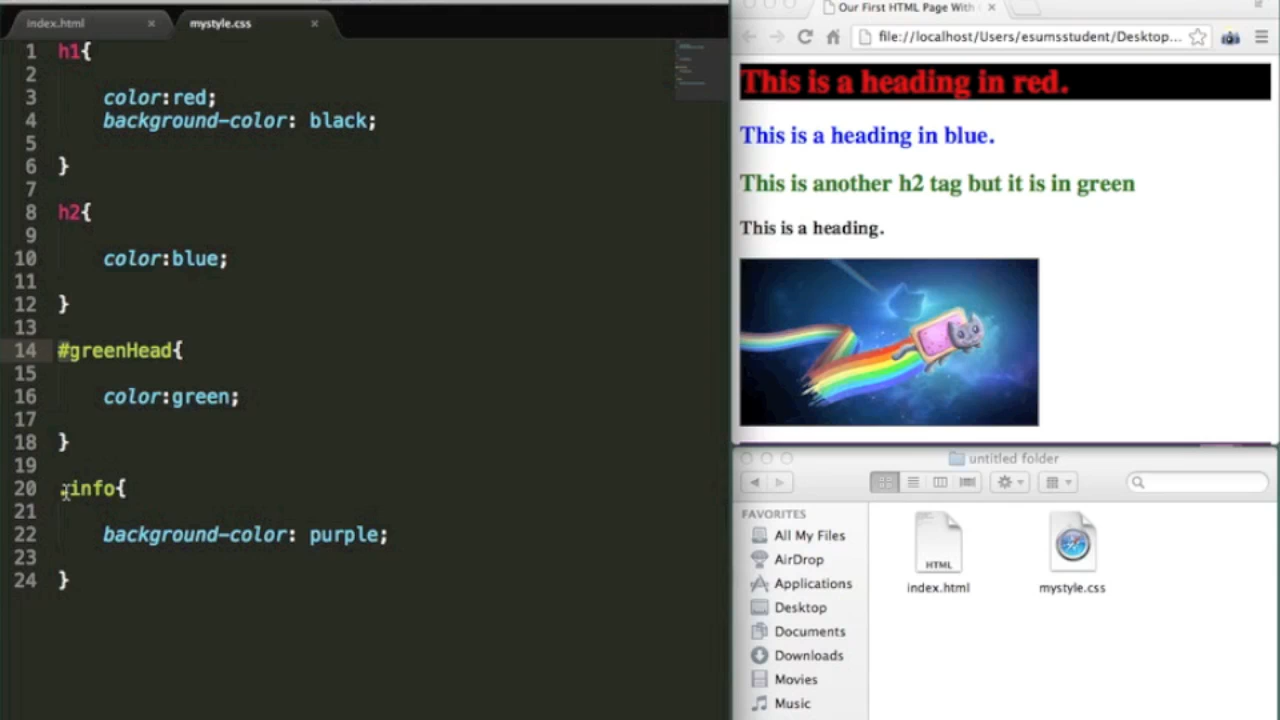 index.html
mystyle.css
1 h1{
2
3 color:red;
4 background-color: black;
5
6 }
7
8 h2{
9
10 color:blue;
11
12 }
13
14 #greenHead{
15
16 color:green;
17
18 }
19
20 .info{
21
22 background-color: purple;
23
24 }
Our First HTML Page With
file://localhost/Users/esumsstudent/Desktop...
This is a heading in red.
This is a heading in blue.
This is another h2 tag but it is in green
This is a heading.
untitled folder
FAVORITES
All My Files
AirDrop
Applications
Desktop
Documents
Downloads
Movies
Music
HTML
index.html
mystyle.css